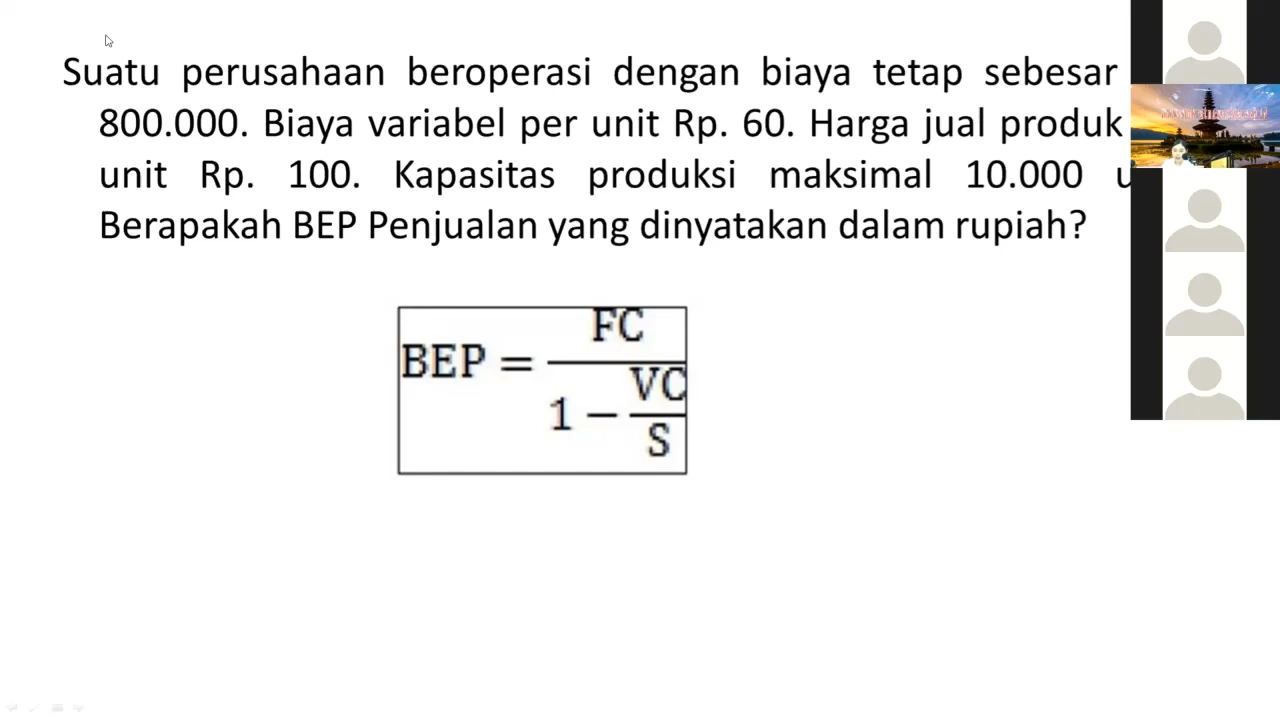 Suatu perusahaan beroperasi dengan biaya tetap sebesar
800.000. Biaya variabel per unit Rp. 60. Harga jual produk
unit Rp. 100. Kapasitas produksi maksimal 10.000 u
Berapakah BEP Penjualan yang dinyatakan dalam rupiah?
BEP = FC
1 − VC
S